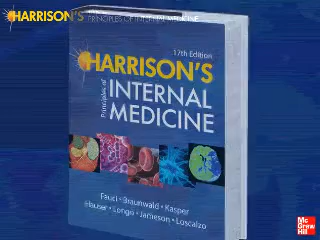 HARRISON'S
PRINCIPLES OF INTERNAL MEDICINE
17th Edition
HARRISON'S
Principles of
INTERNAL
MEDICINE
Fauci • Braunwald • Kasper
Hauser • Longo • Jameson • Loscalzo
Mc
Graw
Hill